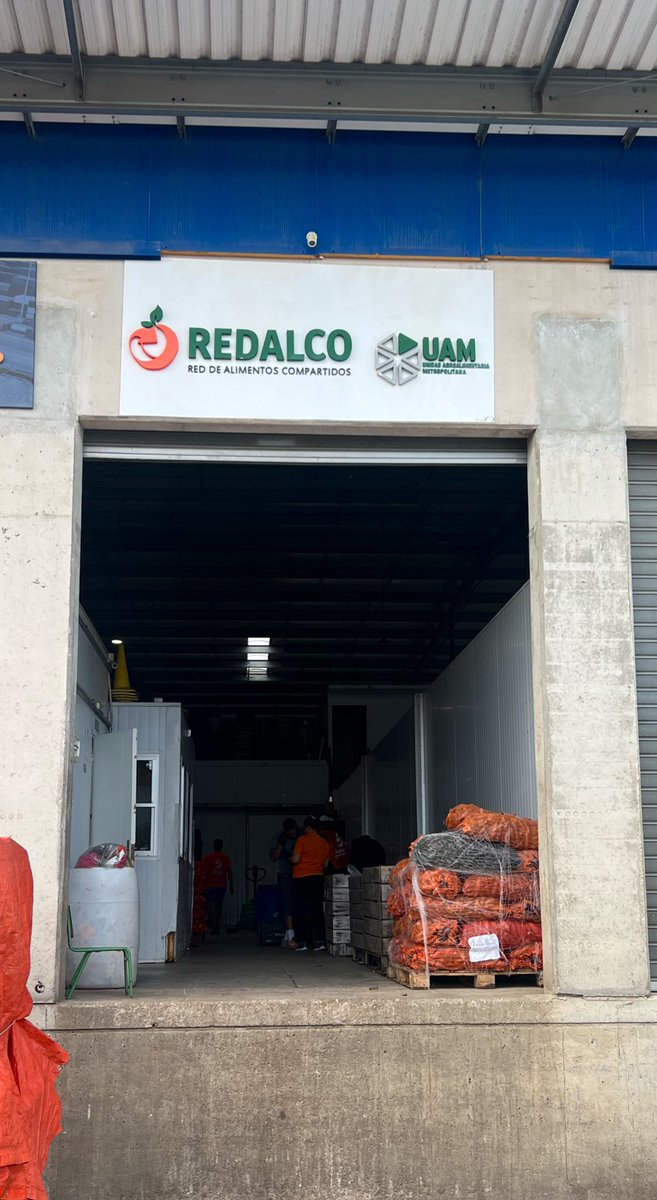 REDALCO
RED DE ALIMENTOS COMPARTIDOS
UAM
UNIDAD AGROALIMENTARIA
METROPOLITANA